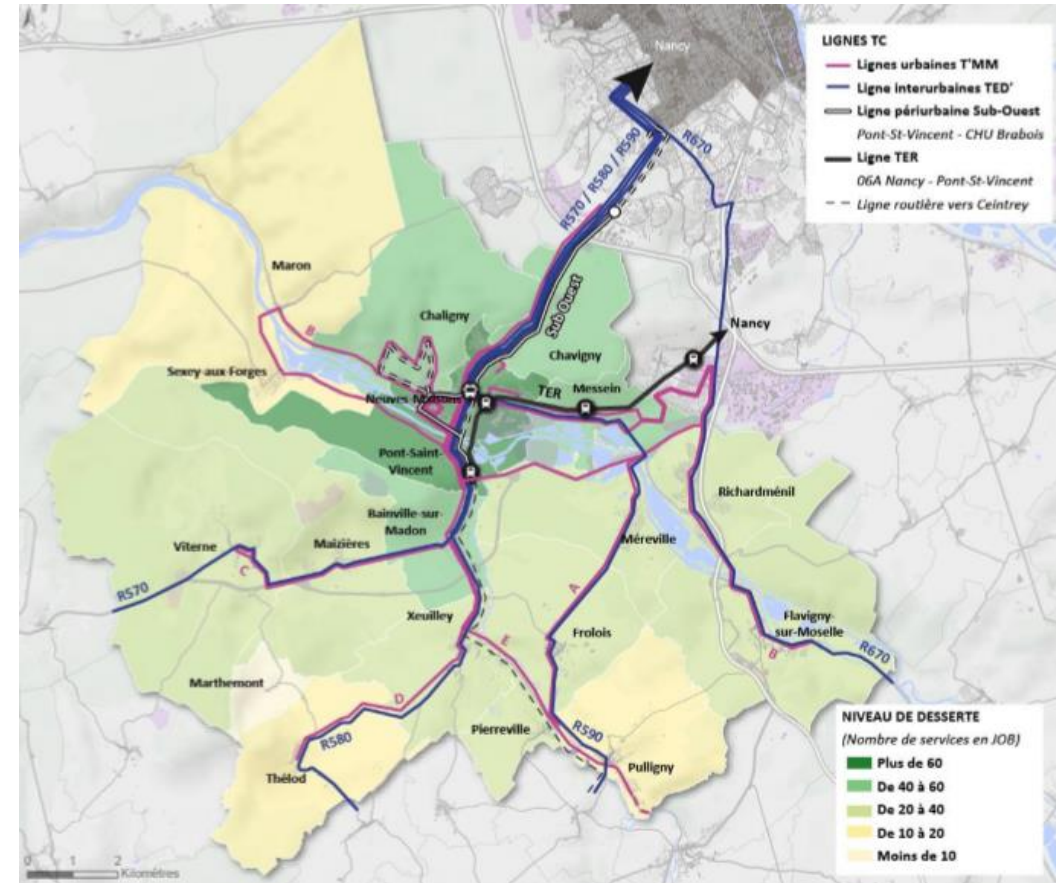 Nancy
LIGNES TC
Lignes urbaines T'MM
Ligne interurbaines TED'
Ligne périurbaine Sub-Ouest
Pont-St-Vincent - CHU Brabois
Ligne TER
06A Nancy - Pont-St-Vincent
Ligne routière vers Ceintrey
R570 / R580 / R590
R670
Maron
B
Chaligny
Sub Ouest
Nancy
Chavigny
Sexey-aux-Forges
Neuves-Maisons
TER
Messein
Pont-Saint-
Vincent
Richardménil
Bainville-sur-
Madon
Viterne
Maizières
Méreville
C
R570
A
Xeuilley
Flavigny-
sur-Moselle
E
Frolois
B
R670
Marthemont
D
R580
Pierreville
R590
Thélod
Pulligny
NIVEAU DE DESSERTE
(Nombre de services en JOB)
Plus de 60
De 40 à 60
De 20 à 40
De 10 à 20
Moins de 10
0 1 2
Kilomètres